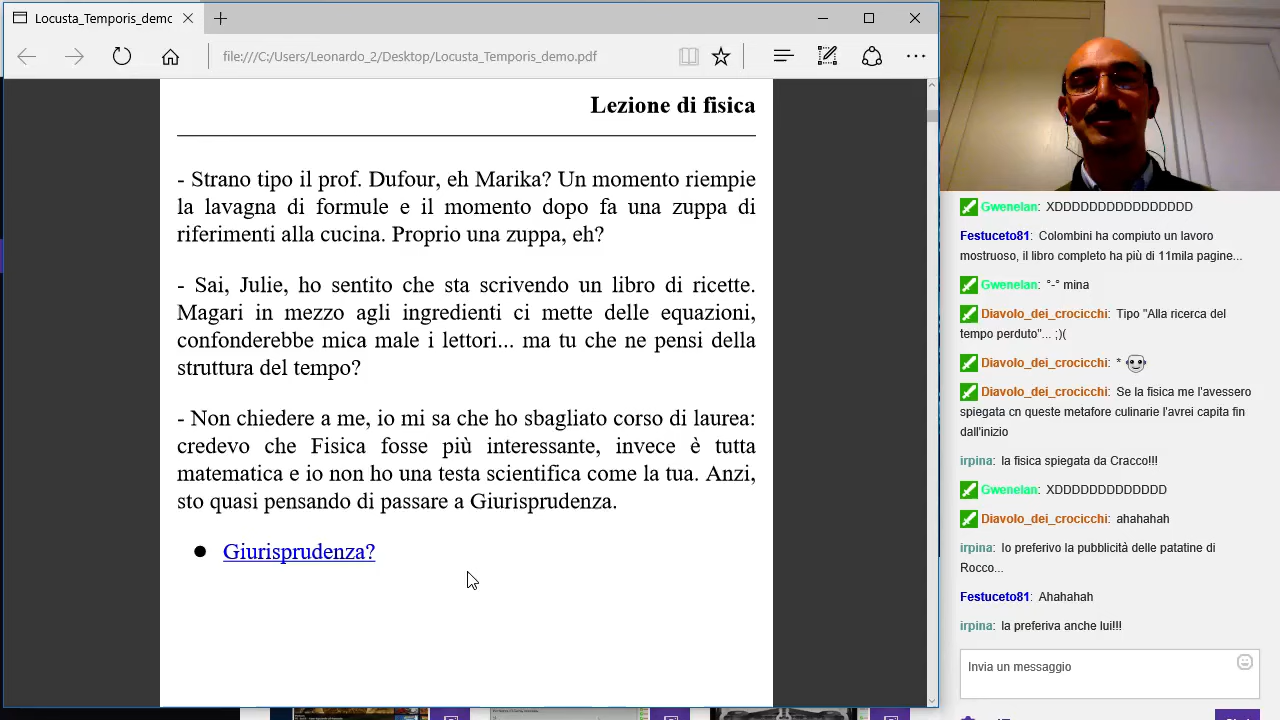 Locusta_Temporis_demo
file:///C:/Users/Leonardo_2/Desktop/Locusta_Temporis_demo.pdf
Lezione di fisica
- Strano tipo il prof. Dufour, eh Marika? Un momento riempie
la lavagna di formule e il momento dopo fa una zuppa di
riferimenti alla cucina. Proprio una zuppa, eh?
- Sai, Julie, ho sentito che sta scrivendo un libro di ricette.
Magari in mezzo agli ingredienti ci mette delle equazioni,
confonderebbe mica male i lettori... ma tu che ne pensi della
struttura del tempo?
- Non chiedere a me, io mi sa che ho sbagliato corso di laurea:
credevo che Fisica fosse più interessante, invece è tutta
matematica e io non ho una testa scientifica come la tua. Anzi,
sto quasi pensando di passare a Giurisprudenza.
● Giurisprudenza?
Gwenelan: XDDDDDDDDDDDDDDDD
Festuceto81: Colombini ha compiuto un lavoro
mostruoso, il libro completo ha più di 11mila pagine...
Gwenelan: °-° mina
Diavolo_dei_crocicchi: Tipo "Alla ricerca del
tempo perduto"... ;)(
Diavolo_dei_crocicchi: *
Diavolo_dei_crocicchi: Se la fisica me l'avessero
spiegata cn queste metafore culinarie l'avrei capita fin
dall'inizio
irpina: la fisica spiegata da Cracco!!!
Gwenelan: XDDDDDDDDDDDDD
Diavolo_dei_crocicchi: ahahahah
irpina: Io preferivo la pubblicità delle patatine di
Rocco...
Festuceto81: Ahahahah
irpina: la preferiva anche lui!!!
Invia un messaggio